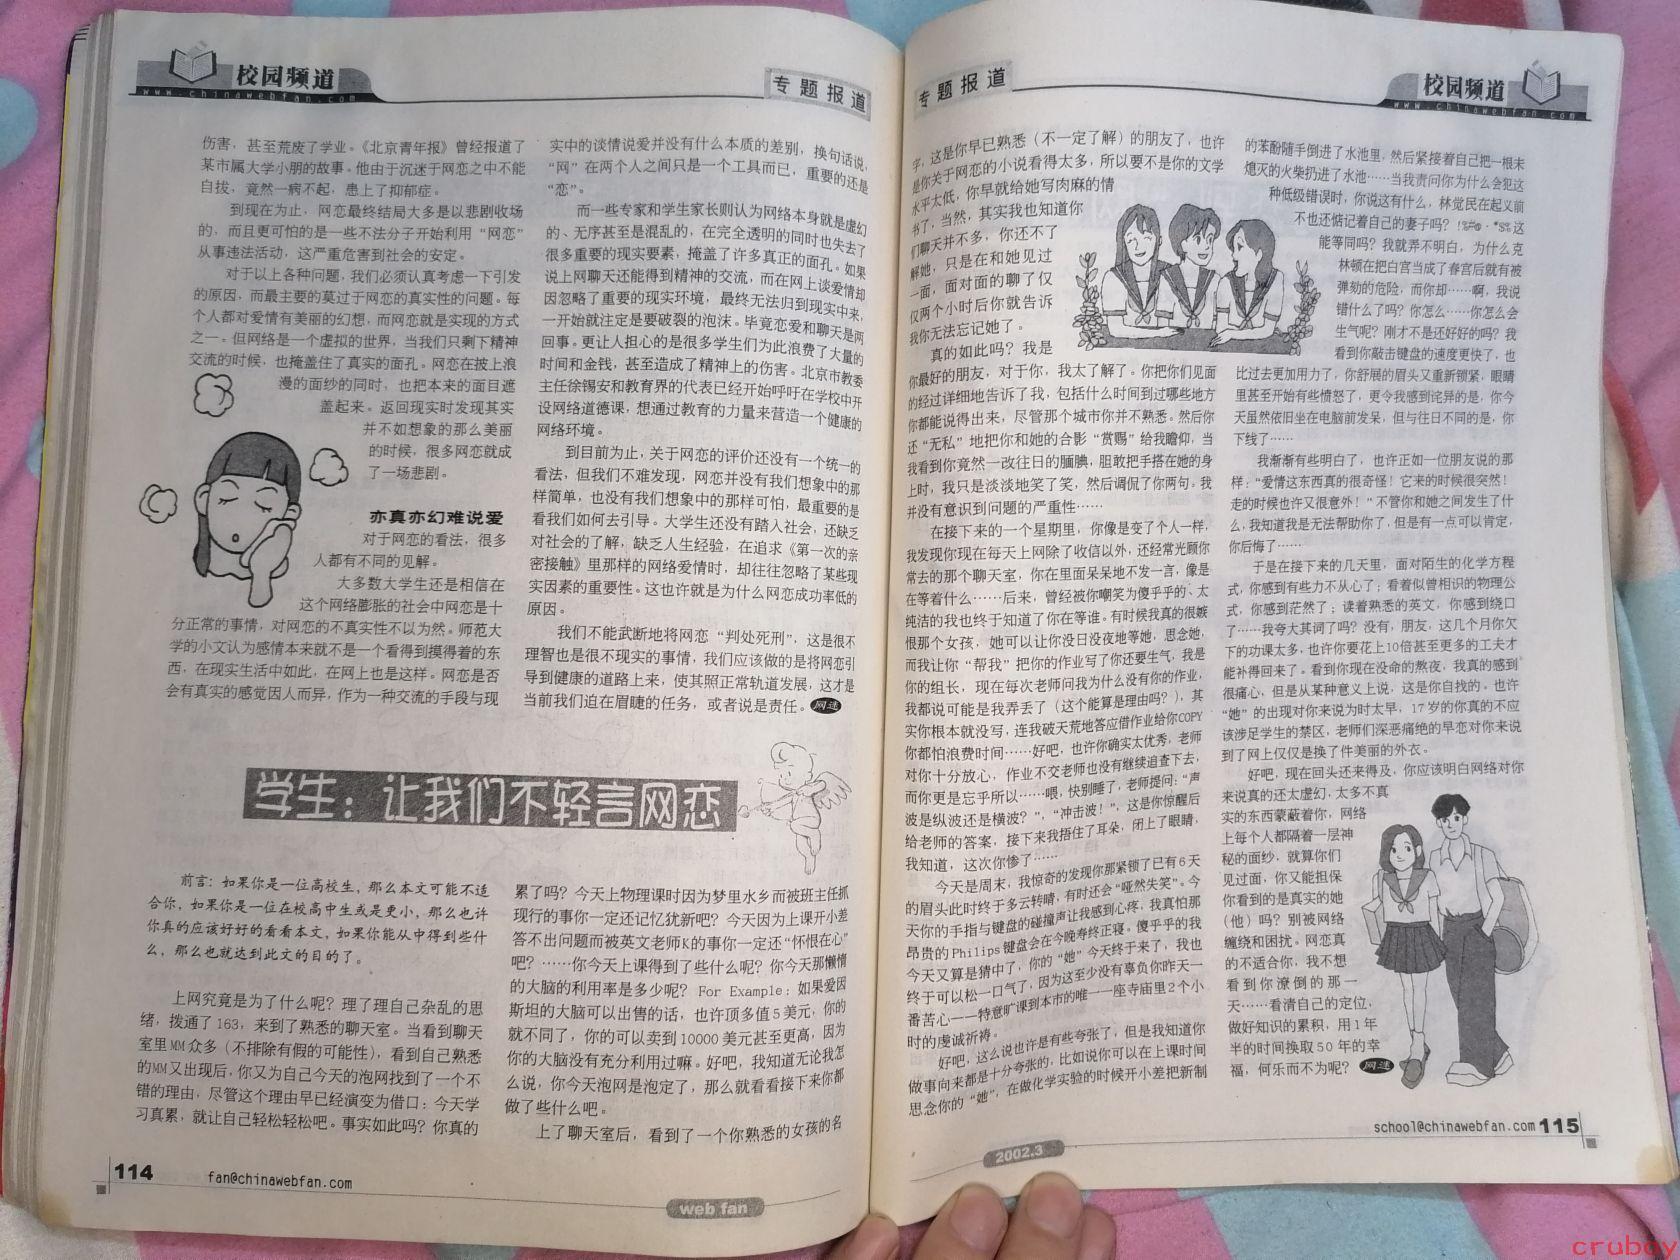 校园频道
www.chinawebfan.com
专题报道
伤害，甚至荒废了学业。《北京青年报》曾经报道了
某市属大学小朋的故事。他由于沉迷于网恋之中不能
自拔，竟然一病不起，患上了抑郁症。
到现在为止，网恋最终结局大多是以悲剧收场
的，而且更可怕的是一些不法分子开始利用“网恋”
从事违法活动，这严重危害到社会的安定。
对于以上各种问题，我们必须认真考虑一下引发
的原因，而最主要的莫过于网恋的真实性的问题。每
个人都对爱情有美丽的幻想，而网恋就是实现的方式
之一。但网络是一个虚拟的世界，当我们只剩下精神
交流的时候，也掩盖住了真实的面孔。网恋在披上浪
漫的面纱的同时，也把本来的面目遮
盖起来。返回现实时发现其实
并不如想象的那么美丽
的时候，很多网恋就成
了一场悲剧。
亦真亦幻难说爱
对于网恋的看法，很多
人都有不同的见解。
大多数大学生还是相信在
这个网络膨胀的社会中网恋是十
分正常的事情，对网恋的不真实性不以为然。师范大
学的小文认为感情本来就不是一个看得到摸得着的东
西，在现实生活中如此，在网上也是这样。网恋是否
会有真实的感觉因人而异，作为一种交流的手段与现
实中的谈情说爱并没有什么本质的差别，换句话说，
“网”在两个人之间只是一个工具而已，重要的还是
“恋”。
而一些专家和学生家长则认为网络本身就是虚幻
的、无序甚至是混乱的，在完全透明的同时也失去了
很多重要的现实要素，掩盖了许多真正的面孔。如果
说上网聊天还能得到精神的交流，而在网上谈爱情却
因忽略了重要的现实环境，最终无法归到现实中来，
一开始就注定是要破裂的泡沫。毕竟恋爱和聊天是两
回事。更让人担心的是很多学生们为此浪费了大量的
时间和金钱，甚至造成了精神上的伤害。北京市教委
主任徐锡安和教育界的代表已经开始呼吁在学校中开
设网络道德课，想通过教育的力量来营造一个健康的
网络环境。
到目前为止，关于网恋的评价还没有一个统一的
看法，但我们不难发现，网恋并没有我们想象中的那
样简单，也没有我们想象中的那样可怕，最重要的是
看我们如何去引导。大学生还没有踏入社会，还缺乏
对社会的了解，缺乏人生经验，在追求《第一次的亲
密接触》里那样的网络爱情时，却往往忽略了某些现
实因素的重要性。这也许就是为什么网恋成功率低的
原因。
我们不能武断地将网恋“判处死刑”，这是很不
理智也是很不现实的事情，我们应该做的是将网恋引
导到健康的道路上来，使其照正常轨道发展，这才是
当前我们迫在眉睫的任务，或者说是责任。网迷
学生：让我们不轻言网恋
前言：如果你是一位高校生，那么本文可能不适
合你，如果你是一位在校高中生或是更小，那么也许
你真的应该好好的看看本文，如果你能从中得到些什
么，那么也就达到此文的目的了。
上网究竟是为了什么呢？理了理自己杂乱的思
绪，拨通了163，来到了熟悉的聊天室。当看到聊天
室里MM众多（不排除有假的可能性），看到自己熟悉
的MM又出现后，你又为自己今天的泡网找到了一个不
错的理由，尽管这个理由早已经演变为借口：今天学
习真累，就让自己轻松轻松吧。事实如此吗？你真的
累了吗？今天上物理课时因为梦里水乡而被班主任抓
现行的事你一定还记忆犹新吧？今天因为上课开小差
答不出问题而被英文老师K的事你一定还“怀恨在心”
吧？……你今天上课得到了些什么呢？你今天那懒惰
的大脑的利用率是多少呢？For Example：如果爱因
斯坦的大脑可以出售的话，也许顶多值5美元，你的
就不同了，你的可以卖到10000美元甚至更高，因为
你的大脑没有充分利用过嘛。好吧，我知道无论我怎
么说，你今天泡网是泡定了，那么就看看接下来你都
做了些什么吧。
上了聊天室后，看到了一个你熟悉的女孩的名
114
fan@chinawebfan.com
web fan
专题报道
校园频道
www.chinawebfan.com
字，这是你早已熟悉（不一定了解）的朋友了，也许
是你关于网恋的小说看得太多，所以要不是你的文学
水平太低，你早就给她写肉麻的情
书了，当然，其实我也知道你
们聊天并不多，你还不了
解她，只是在和她见过
一面，面对面的聊了仅
仅两个小时后你就告诉
我你无法忘记她了。
真的如此吗？我是
你最好的朋友，对于你，我太了解了。你把你们见面
的经过详细地告诉了我，包括什么时间到过哪些地方
你都能说得出来，尽管那个城市你并不熟悉。然后你
还“无私”地把你和她的合影“赏赐”给我瞻仰，当
我看到你竟然一改往日的腼腆，胆敢把手搭在她的身
上时，我只是淡淡地笑了笑，然后调侃了你两句。我
并没有意识到问题的严重性……
在接下来的一个星期里，你像是变了个人一样，
我发现你现在每天上网除了收信以外，还经常光顾你
常去的那个聊天室，你在里面呆呆地不发一言，像是
在等着什么……后来，曾经被你嘲笑为傻乎乎的、太
纯洁的我也终于知道了你在等谁。有时候我真的很嫉
恨那个女孩，她可以让你没日没夜地等她，思念她，
而我让你“帮我”把你的作业写了你还要生气，我是
你的组长，现在每次老师问我为什么没有你的作业，
我都说可能是我弄丢了（这个能算是理由吗？），其
实你根本就没写，连我破天荒地答应借作业给你COPY
你都怕浪费时间……好吧，也许你确实太优秀，老师
对你十分放心，作业不交老师也没有继续追查下去，
而你更是忘乎所以……喂，快别睡了，老师提问：“声
波是纵波还是横波？”，“冲击波！”，这是你惊醒后
给老师的答案，接下来我捂住了耳朵，闭上了眼睛，
我知道，这次你惨了……
今天是周末，我惊奇的发现你那紧锁了已有6天
的眉头此时终于多云转晴，有时还会“哑然失笑”。今
天你的手指与键盘的碰撞声让我感到心疼，我真怕那
昂贵的Philips键盘会在今晚寿终正寝。傻乎乎的我
今天又算是猜中了，你的“她”今天终于来了，我也
终于可以松一口气了，因为这至少没有辜负你昨天一
番苦心——特意旷课到本市的唯一一座寺庙里2个小
时的虔诚祈祷。
好吧，这么说也许是有些夸张了，但是我知道你
做事向来都是十分夸张的，比如说你可以在上课时间
思念你的“她”，在做化学实验的时候开小差把新制
的苯酚随手倒进了水池里，然后紧接着自己把一根未
熄灭的火柴扔进了水池……当我责问你为什么会犯这
种低级错误时，你说这有什么，林觉民在起义前
不也还惦记着自己的妻子吗？!%#@·*$%这
能等同吗？我就弄不明白，为什么克
林顿在把白宫当成了春宫后就有被
弹劾的危险，而你却……啊，我说
错什么了吗？你怎么……你怎么会
生气呢？刚才不是还好好的吗？我
看到你敲击键盘的速度更快了，也
比过去更加用力了，你舒展的眉头又重新锁紧，眼睛
里甚至开始有些愤怒了，更令我感到诧异的是，你今
天虽然依旧坐在电脑前发呆，但与往日不同的是，你
下线了……
我渐渐有些明白了，也许正如一位朋友说的那
样：“爱情这东西真的很奇怪！它来的时候很突然！
走的时候也许又很意外！”不管你和她之间发生了什
么，我知道我是无法帮助你了，但是有一点可以肯定，
你后悔了……
于是在接下来的几天里，面对陌生的化学方程
式，你感到有些力不从心了；看着似曾相识的物理公
式，你感到茫然了；读着熟悉的英文，你感到绕口
了……我夸大其词了吗？没有，朋友，这几个月你欠
下的功课太多，也许你要花上10倍甚至更多的工夫才
能补得回来了。看到你现在没命的熬夜，我真的感到
很痛心，但是从某种意义上说，这是你自找的。也许
“她”的出现对你来说为时太早，17岁的你真的不应
该涉足学生的禁区，老师们深恶痛绝的早恋对你来说
到了网上仅仅是换了件美丽的外衣。
好吧，现在回头还来得及，你应该明白网络对你
来说真的还太虚幻，太多不真
实的东西蒙蔽着你，网络
上每个人都隔着一层神
秘的面纱，就算你们
见过面，你又能担保
你看到的是真实的她
（他）吗？别被网络
缠绕和困扰。网恋真
的不适合你，我不想
看到你潦倒的那一
天……看清自己的定位，
做好知识的累积，用1年
半的时间换取50年的幸
福，何乐而不为呢？网迷
school@chinawebfan.com 115
2002.3
cruboy